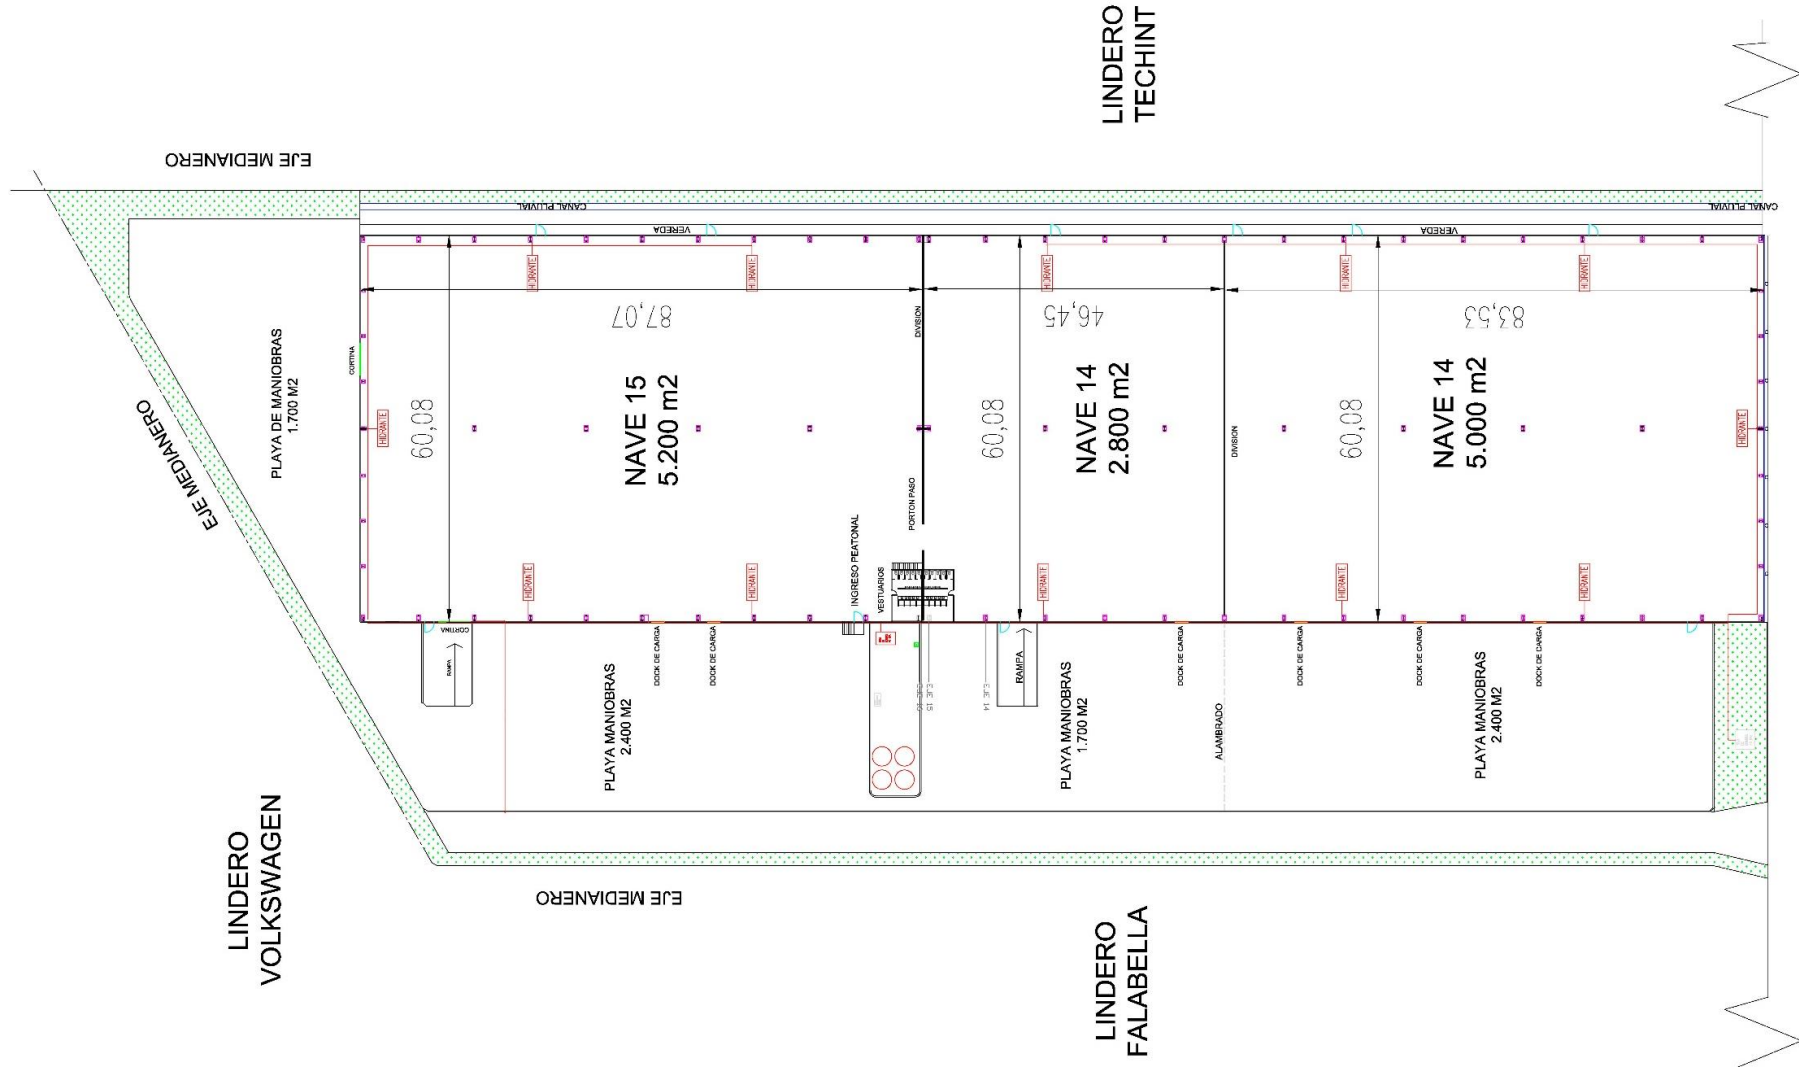 LINDERO
TECHINT
EJE MEDIANERO
CANAL PLUVIAL
CANAL PLUVIAL
VEREDA
VEREDA
HIDRANTE
HIDRANTE
HIDRANTE
HIDRANTE
HIDRANTE
87,07
46,45
83,53
DIVISION
PLAYA DE MANIOBRAS
1.700 M2
CORTINA
EJE MEDIANERO
EJE MEDIANERO
HIDRANTE
60,08
NAVE 15
5.200 m2
60,08
NAVE 14
2.800 m2
DIVISION
60,08
NAVE 14
5.000 m2
HIDRANTE
PORTON PASO
INGRESO PEATONAL
VESTUARIOS
HIDRANTE
HIDRANTE
HIDRANTE
HIDRANTE
HIDRANTE
CORTINA
RAMPA
PLAYA MANIOBRAS
2.400 M2
DOCK DE CARGA
DOCK DE CARGA
EJE 15
EJE 14
RAMPA
PLAYA MANIOBRAS
1.700 M2
DOCK DE CARGA
ALAMBRADO
DOCK DE CARGA
DOCK DE CARGA
PLAYA MANIOBRAS
2.400 M2
DOCK DE CARGA
LINDERO
VOLKSWAGEN
EJE MEDIANERO
LINDERO
FALABELLA